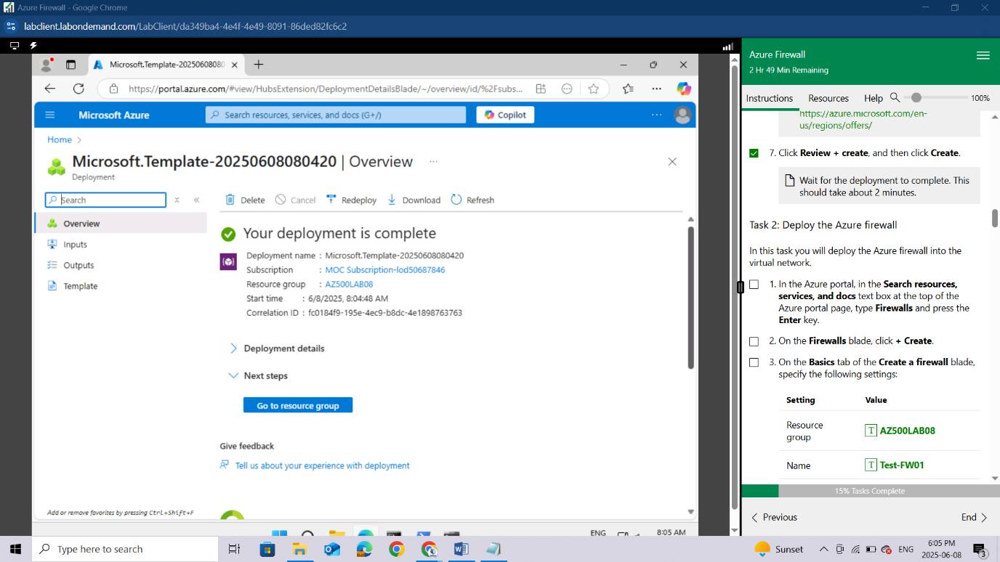 Azure Firewall - Google Chrome
labclient.labondemand.com/LabClient/da349ba4-4e4f-4e49-8091-86ded82fc6c2
Microsoft.Template-20250608080
https://portal.azure.com/#view/HubsExtension/DeploymentDetailsBlade/~/overview/id/%2Fsubs...
Microsoft Azure
Search resources, services, and docs (G+/)
Copilot
Home
Microsoft.Template-20250608080420 | Overview
Deployment
Search
Delete
Cancel
Redeploy
Download
Refresh
Overview
Inputs
Outputs
Template
Your deployment is complete
Deployment name : Microsoft.Template-20250608080420
Subscription : MOC Subscription-lod50687846
Resource group : AZ500LAB08
Start time : 6/8/2025, 8:04:48 AM
Correlation ID : fc0184f9-195e-4ec9-b8dc-4e1898763763
Deployment details
Next steps
Go to resource group
Give feedback
Tell us about your experience with deployment
Add or remove favorites by pressing Ctrl+Shift+F
ENG
8:05 AM
Azure Firewall
2 Hr 49 Min Remaining
Instructions
Resources
Help
100%
https://azure.microsoft.com/en-
us/regions/offers/
7. Click Review + create, and then click Create.
Wait for the deployment to complete. This
should take about 2 minutes.
Task 2: Deploy the Azure firewall
In this task you will deploy the Azure firewall into the
virtual network.
1. In the Azure portal, in the Search resources,
services, and docs text box at the top of the
Azure portal page, type Firewalls and press the
Enter key.
2. On the Firewalls blade, click + Create.
3. On the Basics tab of the Create a firewall blade,
specify the following settings:
Setting Value
Resource
group
T AZ500LAB08
Name T Test-FW01
15% Tasks Complete
Previous
End
Type here to search
Sunset
ENG
6:05 PM
2025-06-08
3